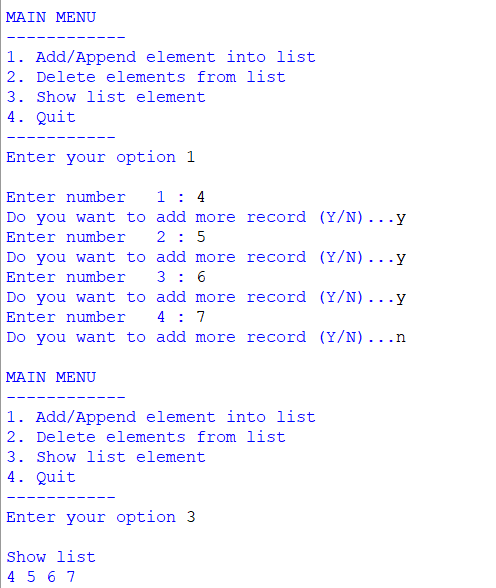 MAIN MENU
------------
1. Add/Append element into list
2. Delete elements from list
3. Show list element
4. Quit
-----------
Enter your option 1
Enter number   1 : 4
Do you want to add more record (Y/N)...y
Enter number   2 : 5
Do you want to add more record (Y/N)...y
Enter number   3 : 6
Do you want to add more record (Y/N)...y
Enter number   4 : 7
Do you want to add more record (Y/N)...n
MAIN MENU
------------
1. Add/Append element into list
2. Delete elements from list
3. Show list element
4. Quit
-----------
Enter your option 3
Show list
4 5 6 7